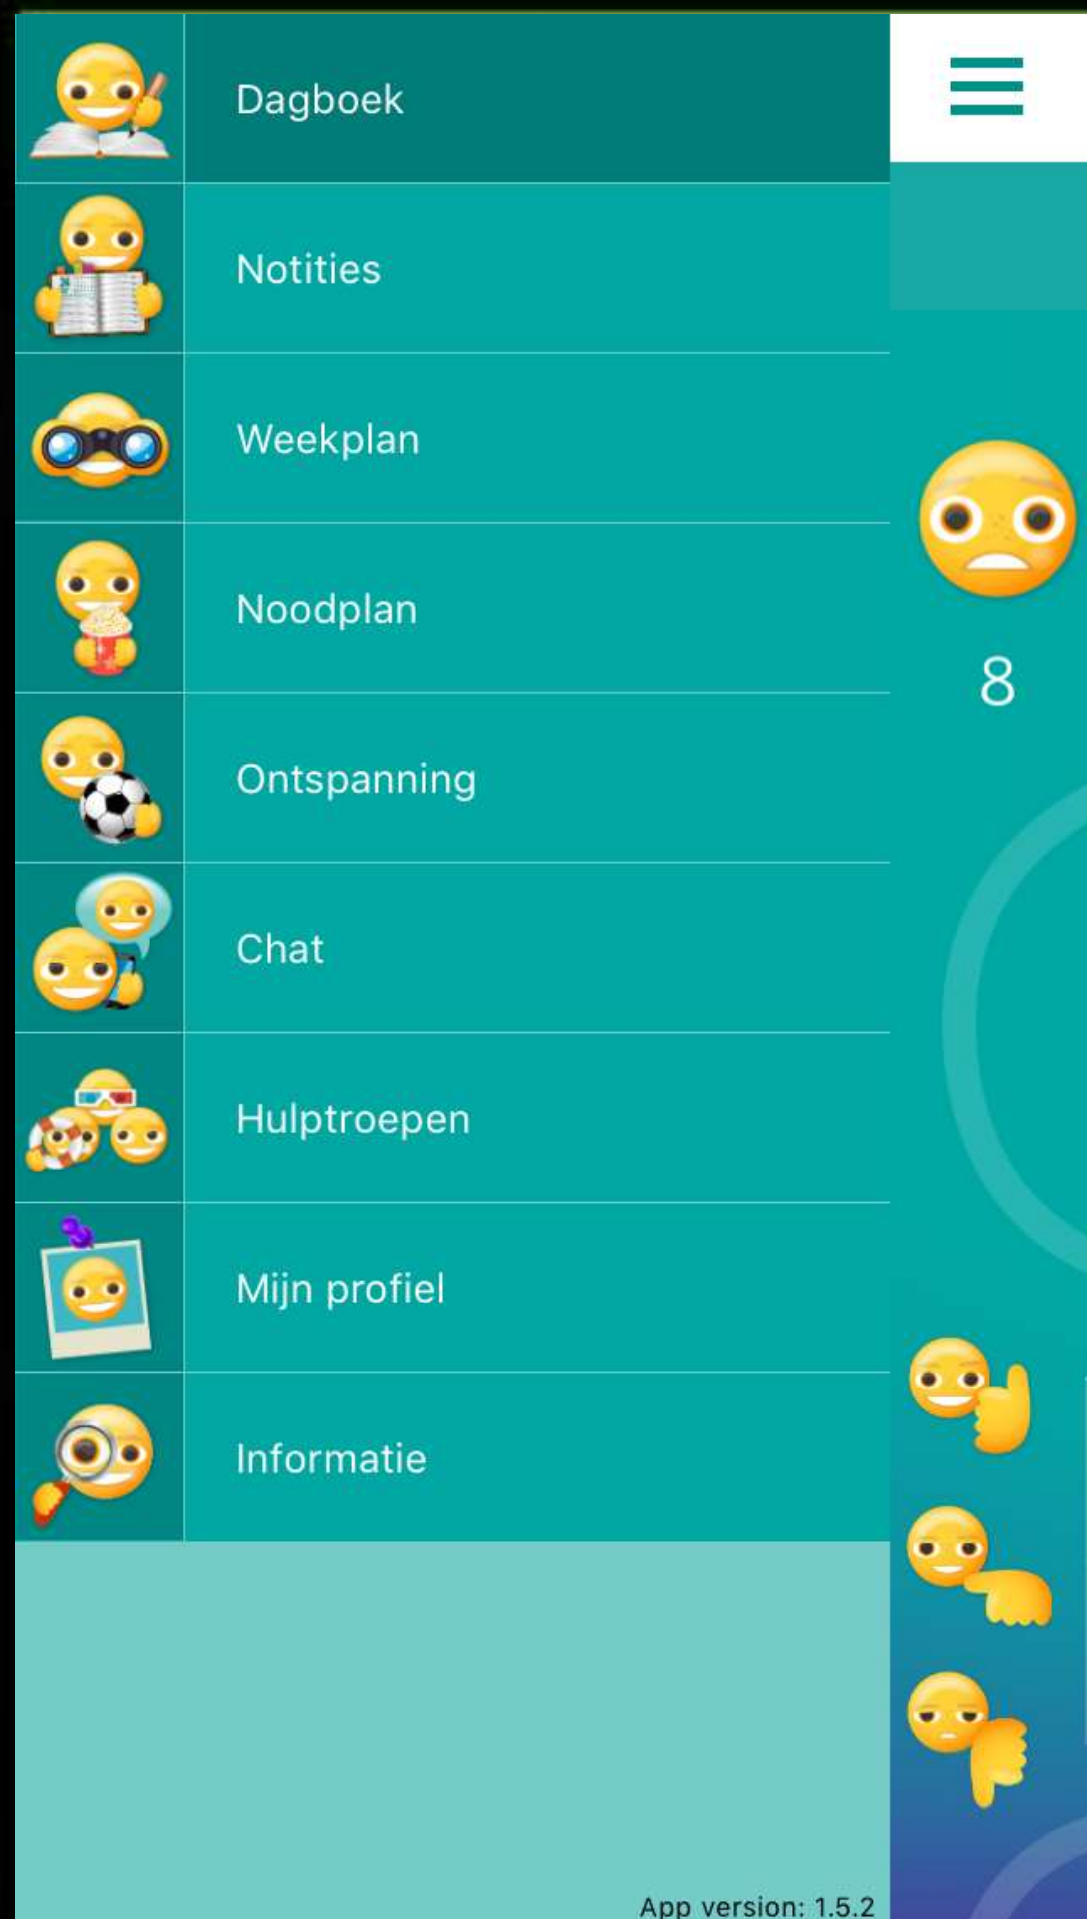 Dagboek
Notities
Weekplan
Noodplan
8
Ontspanning
Chat
Hulptroepen
Mijn profiel
Informatie
App version: 1.5.2